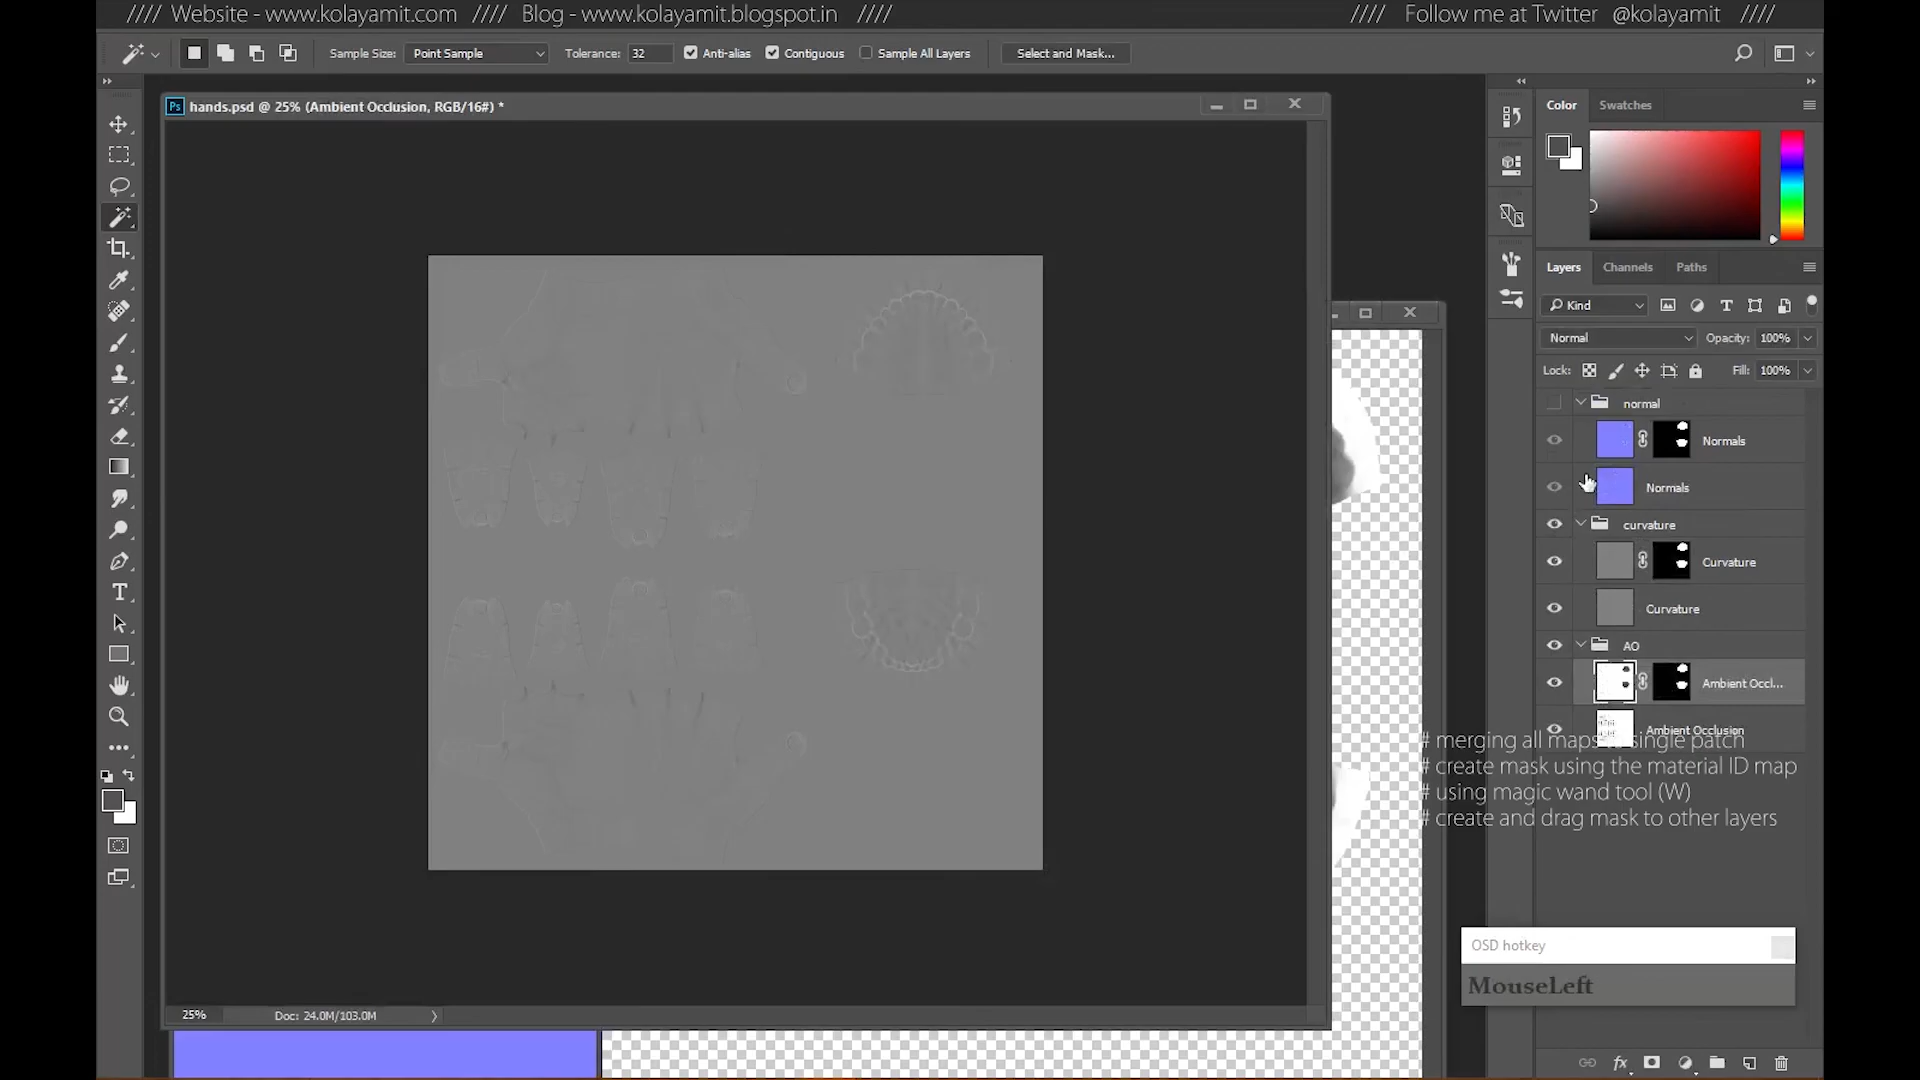 //// Website - www.kolayamit.com //// Blog - www.kolayamit.blogspot.in ////
//// Follow me at Twitter @kolayamit ////
Sample Size: Point Sample Tolerance: 32 Anti-alias Contiguous Sample All Layers Select and Mask...
Ps hands.psd @ 25% (Ambient Occlusion, RGB/16#) *
Color Swatches
Layers Channels Paths
Kind
Normal Opacity: 100%
Lock: Fill: 100%
normal
Normals
Normals
curvature
Curvature
Curvature
AO
Ambient Occl...
Ambient Occlusion
# merging all maps to single patch
# create mask using the material ID map
# using magic wand tool (W)
# create and drag mask to other layers
OSD hotkey
MouseLeft
25% Doc: 24.0M/103.0M
fx